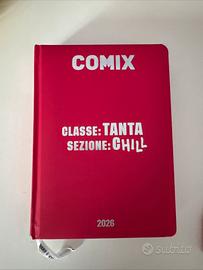 COMIX
CLASSE: TANTA
SEZIONE: CHILL
2026
Subito